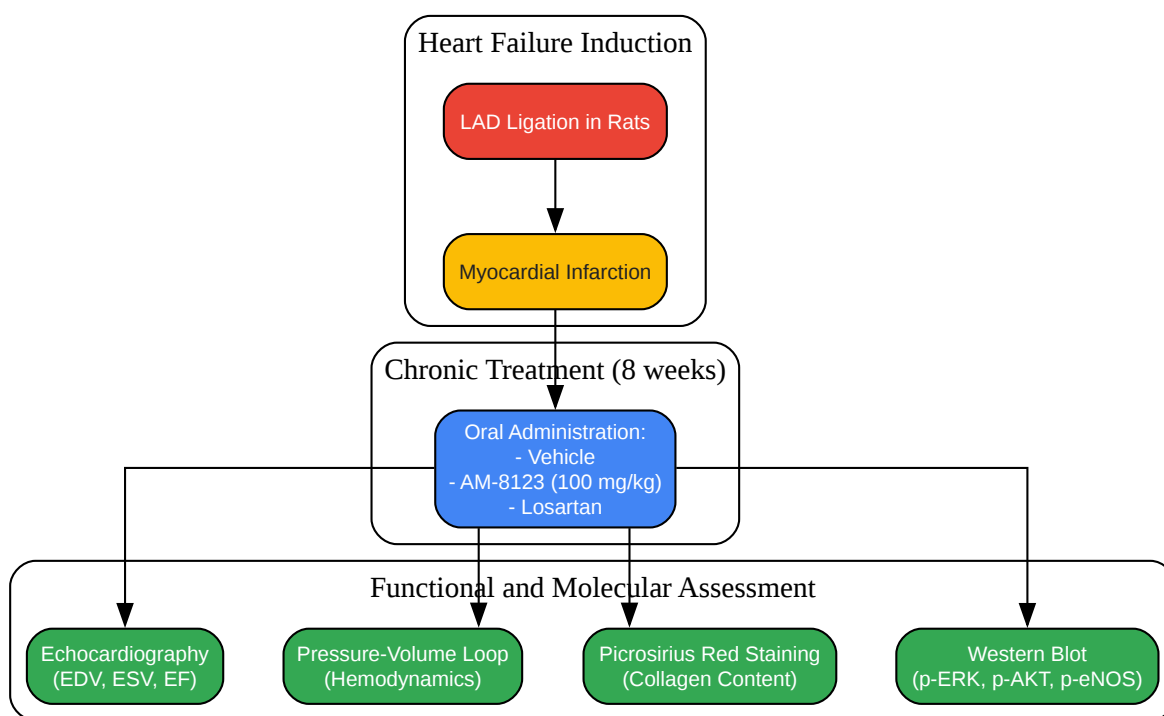 Heart Failure Induction
LAD Ligation in Rats
Myocardial Infarction
Chronic Treatment (8 weeks)
Oral Administration:
- Vehicle
- AM-8123 (100 mg/kg)
- Losartan
Functional and Molecular Assessment
Echocardiography
(EDV, ESV, EF)
Pressure-Volume Loop
(Hemodynamics)
Picrosirius Red Staining
(Collagen Content)
Western Blot
(p-ERK, p-AKT, p-eNOS)